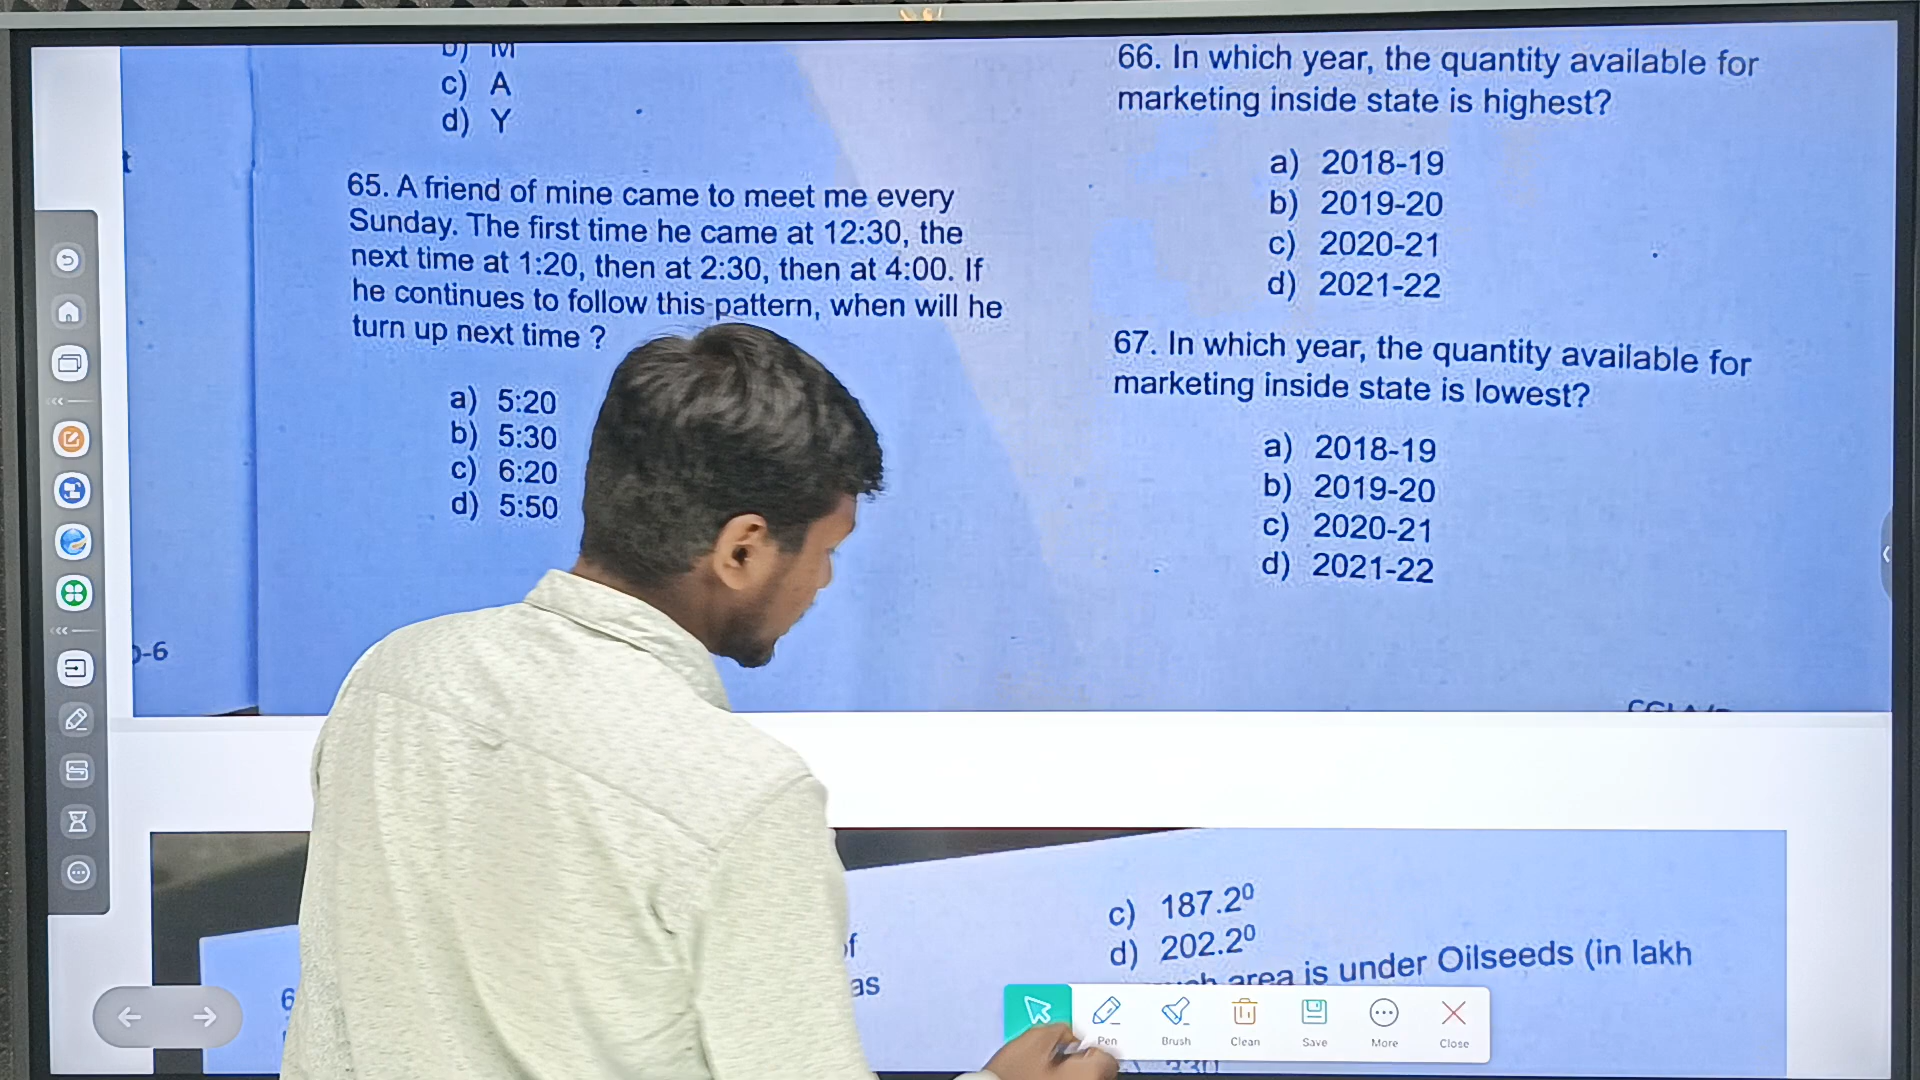 c) A
d) Y
65. A friend of mine came to meet me every
Sunday. The first time he came at 12:30, the
next time at 1:20, then at 2:30, then at 4:00. If
he continues to follow this pattern, when will he
turn up next time ?
a) 5:20
b) 5:30
c) 6:20
d) 5:50
-6
66. In which year, the quantity available for
marketing inside state is highest?
a) 2018-19
b) 2019-20
c) 2020-21
d) 2021-22
67. In which year, the quantity available for
marketing inside state is lowest?
a) 2018-19
b) 2019-20
c) 2020-21
d) 2021-22
c) 187.2⁰
d) 202.2⁰
area is under Oilseeds (in lakh
as
6
Pen Brush Clean Save More Close